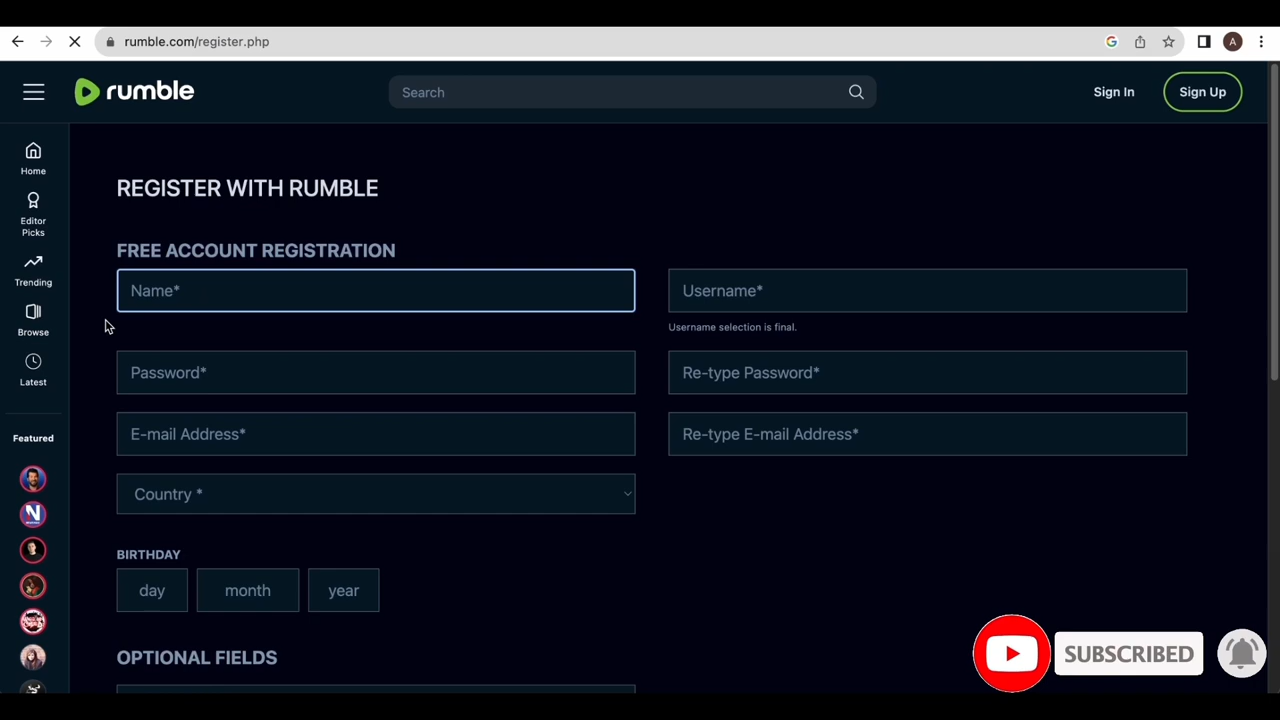 rumble.com/register.php
A
rumble
Search
Sign In
Sign Up
Home
Editor
Picks
Trending
Browse
Latest
Featured
N
REGISTER WITH RUMBLE
FREE ACCOUNT REGISTRATION
Name*
Username*
Username selection is final.
Password*
Re-type Password*
E-mail Address*
Re-type E-mail Address*
Country *
BIRTHDAY
day
month
year
OPTIONAL FIELDS
SUBSCRIBED